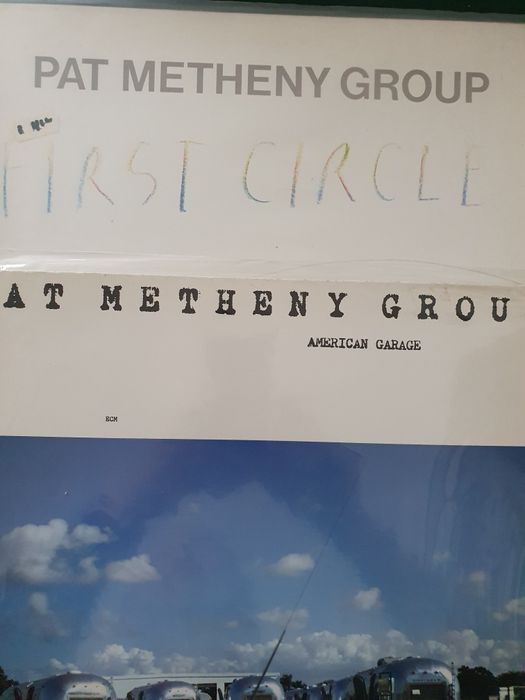 PAT METHENY GROUP
FIRST CIRCLE
AT METHENY GROU
AMERICAN GARAGE
ECM